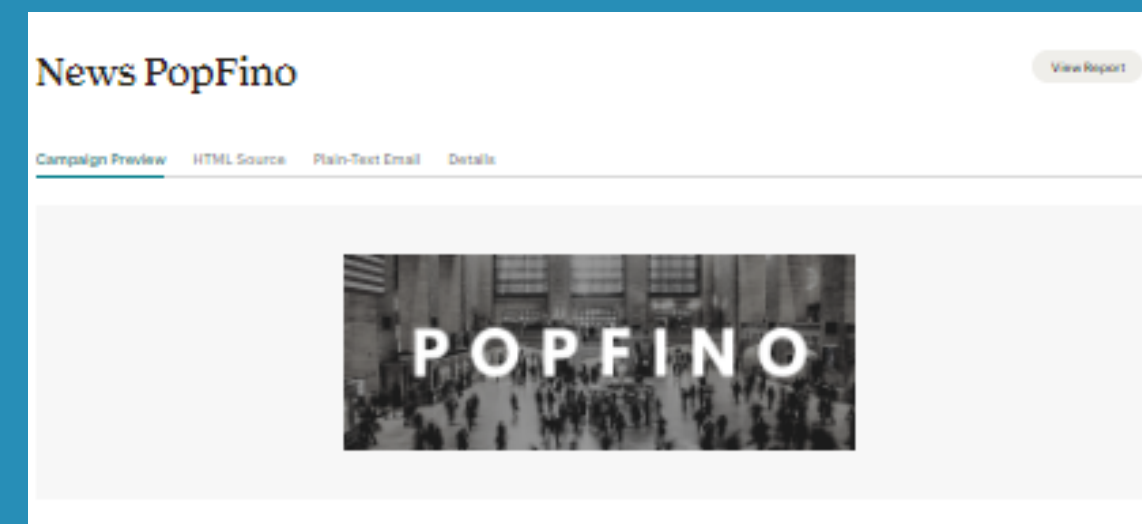 News PopFino
View Report
Campaign Preview HTML Source Plain-Text Email Details
POPFINO